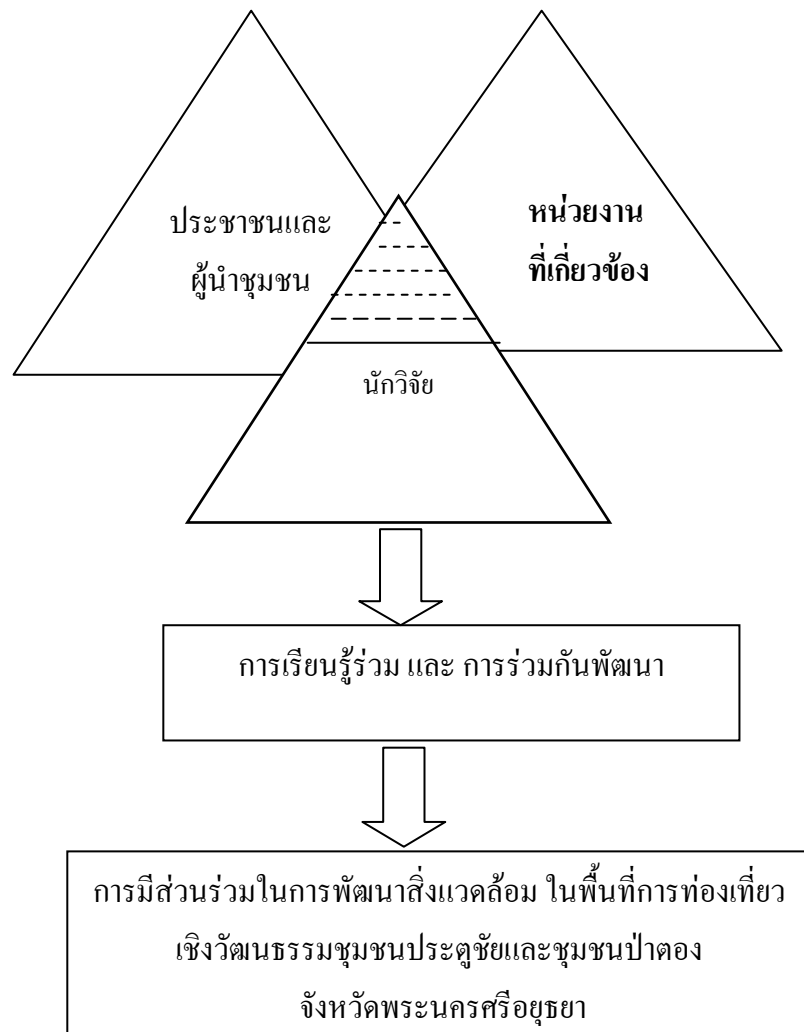 ประชาชนและ
ผู้นำชุมชน
หน่วยงาน
ที่เกี่ยวข้อง
นักวิจัย
การเรียนรู้ร่วม และ การร่วมกันพัฒนา
การมีส่วนร่วมในการพัฒนาสิ่งแวดล้อม ในพื้นที่การท่องเที่ยว
เชิงวัฒนธรรมชุมชนประตูชัยและชุมชนป่าตอง
จังหวัดพระนครศรีอยุธยา